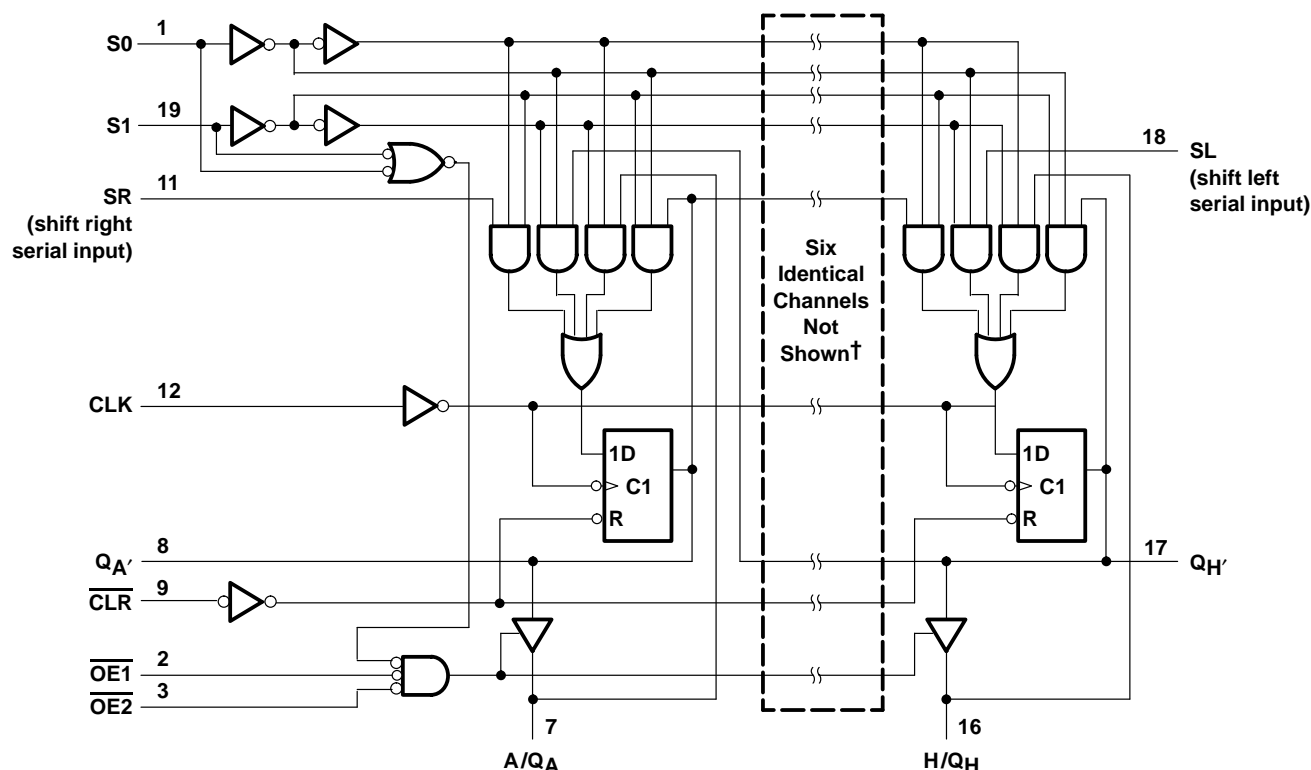 S0
1
S1
19
SR
11
(shift right
serial input)
18
SL
(shift left
serial input)
Six
Identical
Channels
Not
Shown†
CLK
12
1D
C1
R
1D
C1
R
QA′
8
17
QH′
CLR
9
OE1
2
OE2
3
7
A/QA
16
H/QH